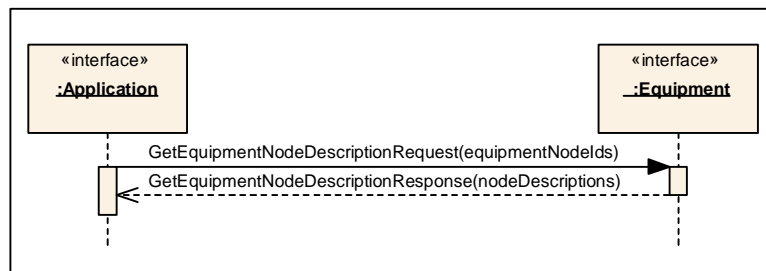 «interface»
:Application
«interface»
:Equipment
GetEquipmentNodeDescriptionRequest(equipmentNodeIds)
GetEquipmentNodeDescriptionResponse(nodeDescriptions)